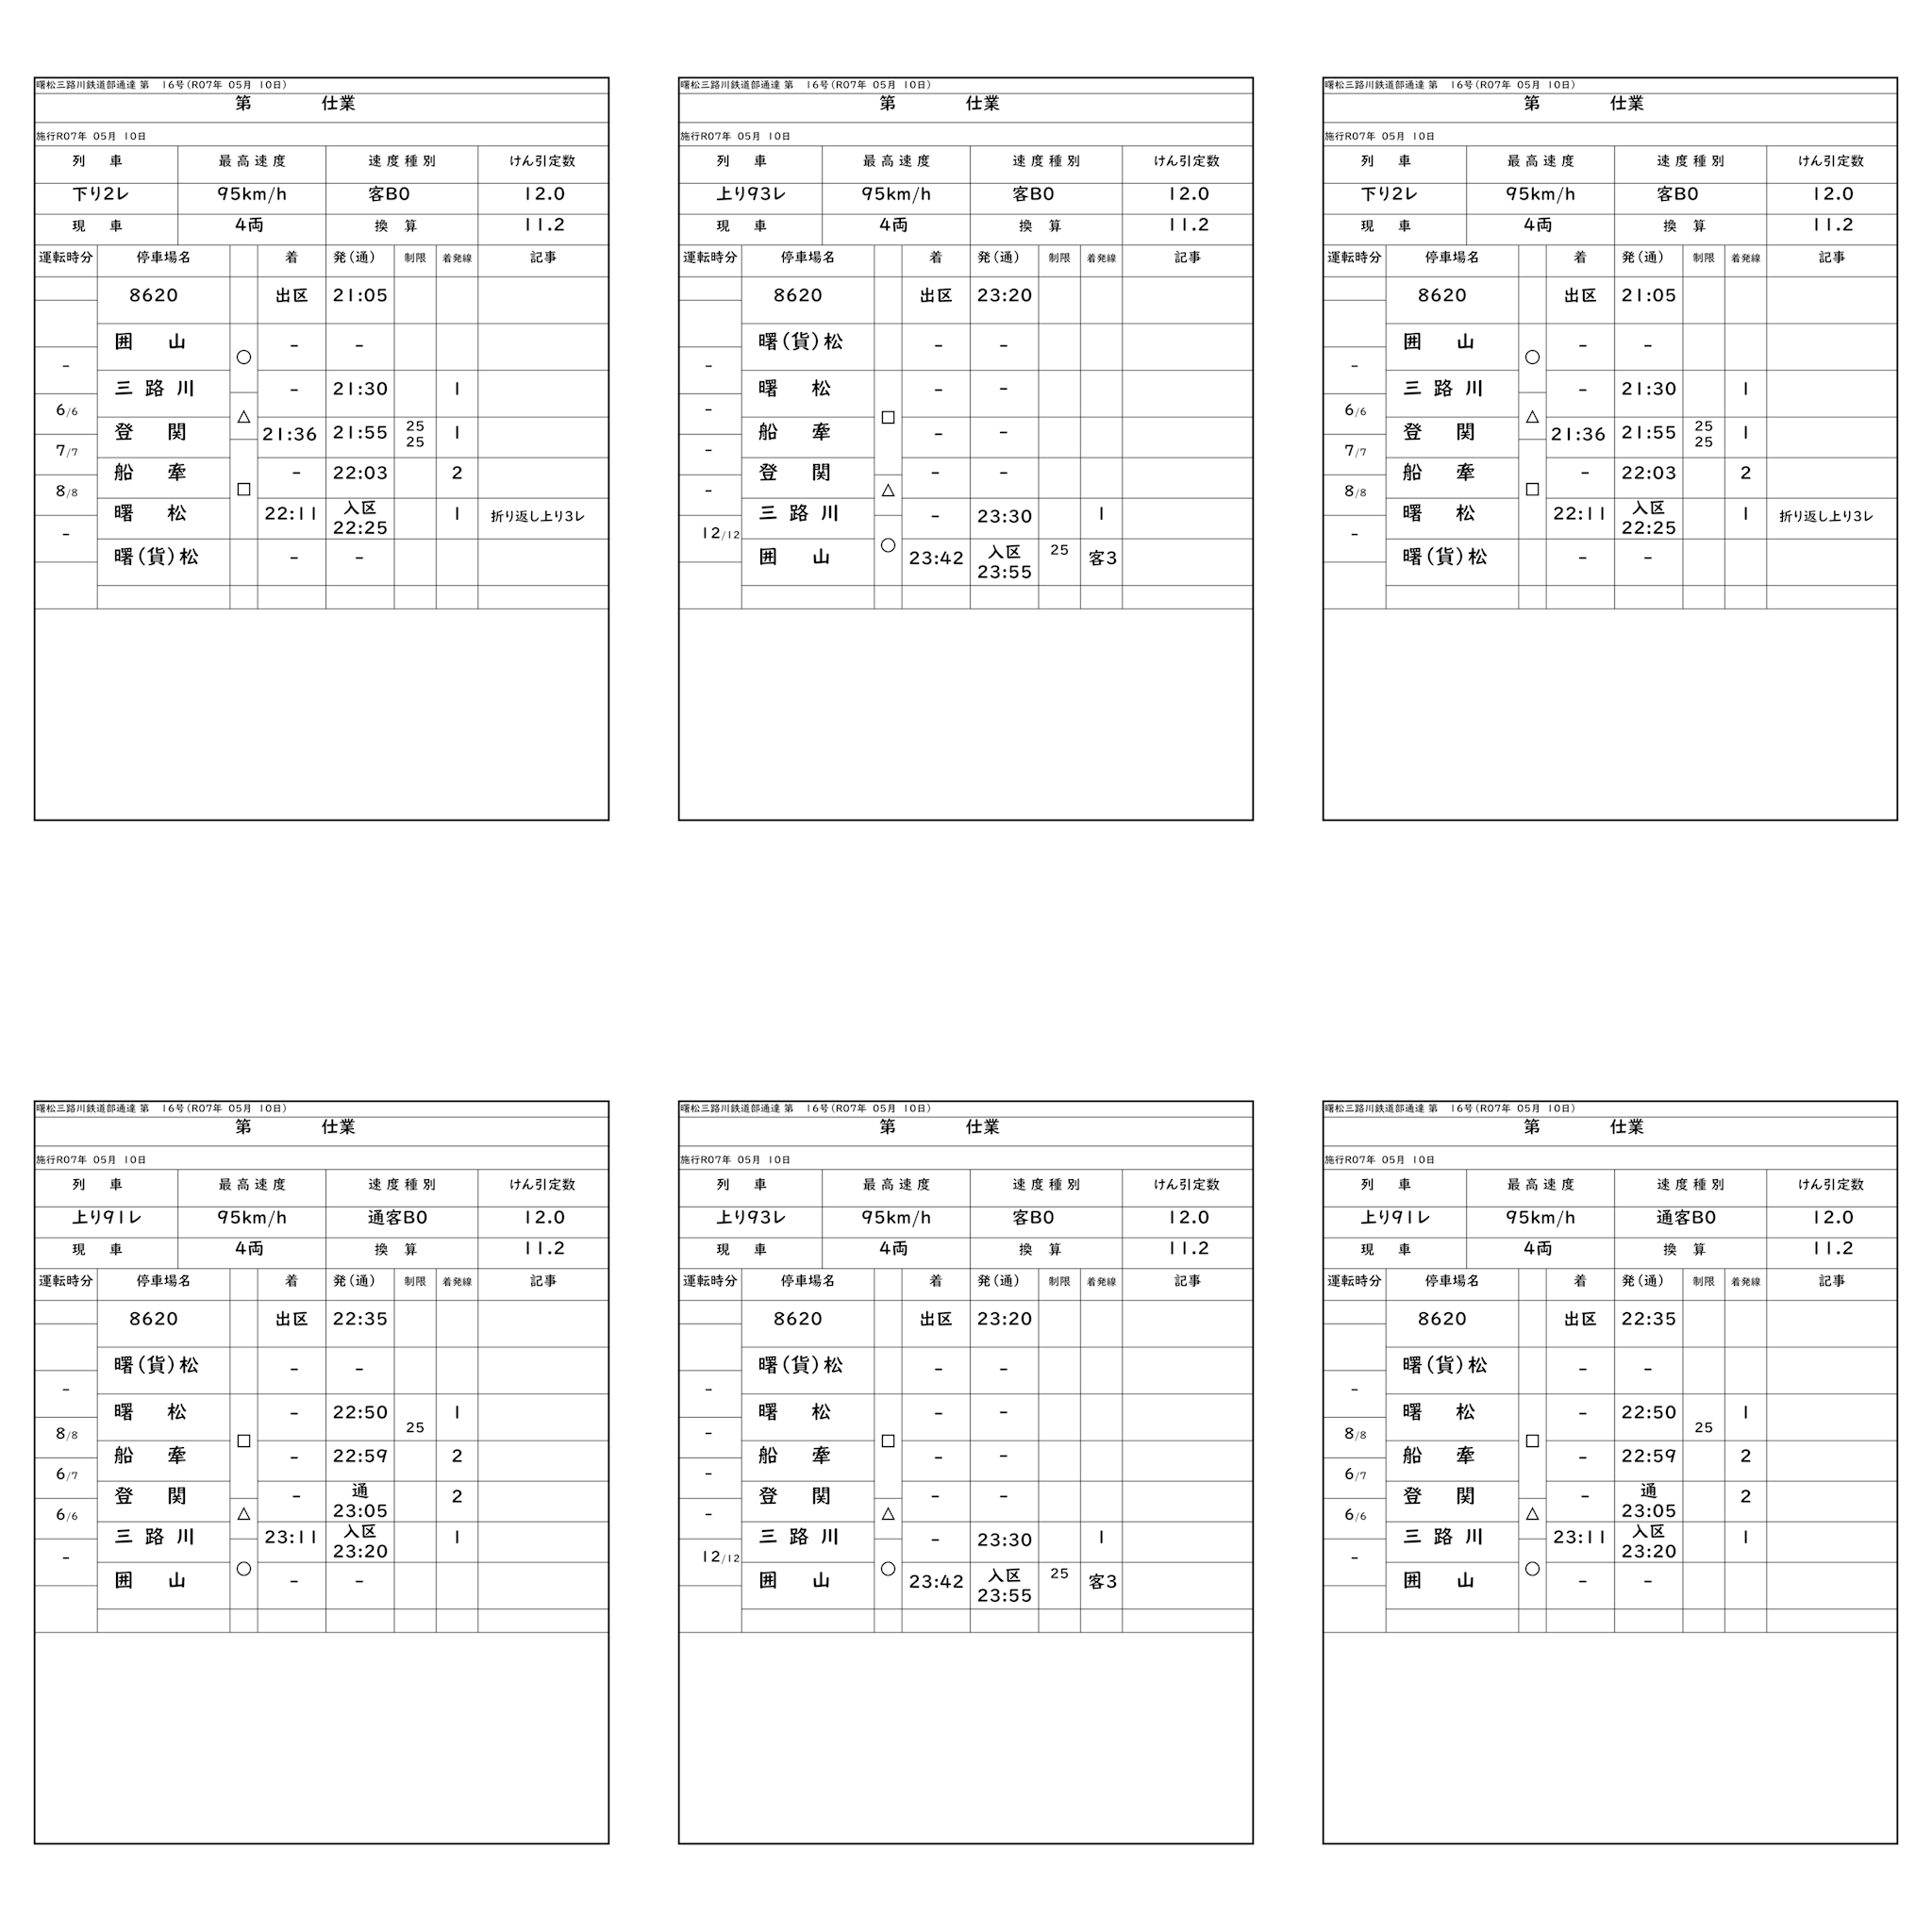 曙松三路川鉄道部通達 第　16号(R07年 05月 10日)
第　　　　仕業
施行R07年 05月 10日
列　車　最高速度　速度種別　けん引定数
下り2レ　95km/h　客B0　12.0
現　車　4両　換　算　11.2
運転時分　停車場名　着　発(通)　制限　着発線　記事
8620　出区　21:05
囲　山　-　-
○
-
三路川　-　21:30　1
6/6　△
登　関　21:36　21:55　25 25　1
7/7
船　牽　-　22:03　2
8/8　□
曙　松　22:11　入区 22:25　1　折り返し上り3レ
-
曙(貨)松　-　-
曙松三路川鉄道部通達 第　16号(R07年 05月 10日)
第　　　　仕業
施行R07年 05月 10日
列　車　最高速度　速度種別　けん引定数
上り93レ　95km/h　客B0　12.0
現　車　4両　換　算　11.2
運転時分　停車場名　着　発(通)　制限　着発線　記事
8620　出区　23:20
曙(貨)松　-　-
-
曙　松　-　-
-　□
船　牽　-　-
-
登　関　-　-
-　△
三路川　-　23:30　1
12/12　○
囲　山　23:42　入区 23:55　25　客3
曙松三路川鉄道部通達 第　16号(R07年 05月 10日)
第　　　　仕業
施行R07年 05月 10日
列　車　最高速度　速度種別　けん引定数
下り2レ　95km/h　客B0　12.0
現　車　4両　換　算　11.2
運転時分　停車場名　着　発(通)　制限　着発線　記事
8620　出区　21:05
囲　山　-　-
○
-
三路川　-　21:30　1
6/6　△
登　関　21:36　21:55　25 25　1
7/7
船　牽　-　22:03　2
8/8　□
曙　松　22:11　入区 22:25　1　折り返し上り3レ
-
曙(貨)松　-　-
曙松三路川鉄道部通達 第　16号(R07年 05月 10日)
第　　　　仕業
施行R07年 05月 10日
列　車　最高速度　速度種別　けん引定数
上り91レ　95km/h　通客B0　12.0
現　車　4両　換　算　11.2
運転時分　停車場名　着　発(通)　制限　着発線　記事
8620　出区　22:35
曙(貨)松　-　-
-
曙　松　-　22:50　25　1
8/8　□
船　牽　-　22:59　2
6/7
登　関　-　通 23:05　2
6/6　△
三路川　23:11　入区 23:20　1
-　○
囲　山　-　-
曙松三路川鉄道部通達 第　16号(R07年 05月 10日)
第　　　　仕業
施行R07年 05月 10日
列　車　最高速度　速度種別　けん引定数
上り93レ　95km/h　客B0　12.0
現　車　4両　換　算　11.2
運転時分　停車場名　着　発(通)　制限　着発線　記事
8620　出区　23:20
曙(貨)松　-　-
-
曙　松　-　-
-　□
船　牽　-　-
-
登　関　-　-
-　△
三路川　-　23:30　1
12/12　○
囲　山　23:42　入区 23:55　25　客3
曙松三路川鉄道部通達 第　16号(R07年 05月 10日)
第　　　　仕業
施行R07年 05月 10日
列　車　最高速度　速度種別　けん引定数
上り91レ　95km/h　通客B0　12.0
現　車　4両　換　算　11.2
運転時分　停車場名　着　発(通)　制限　着発線　記事
8620　出区　22:35
曙(貨)松　-　-
-
曙　松　-　22:50　25　1
8/8　□
船　牽　-　22:59　2
6/7
登　関　-　通 23:05　2
6/6　△
三路川　23:11　入区 23:20　1
-　○
囲　山　-　-